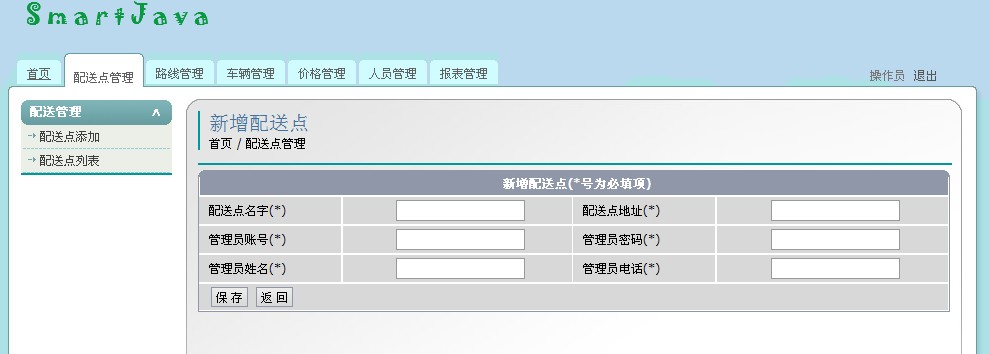 SmartJava
首页 配送点管理 路线管理 车辆管理 价格管理 人员管理 报表管理
操作员 退出
配送管理
配送点添加
配送点列表
新增配送点
首页 / 配送点管理
新增配送点(*号为必填项)
配送点名字(*) 配送点地址(*)
管理员账号(*) 管理员密码(*)
管理员姓名(*) 管理员电话(*)
保存 返回